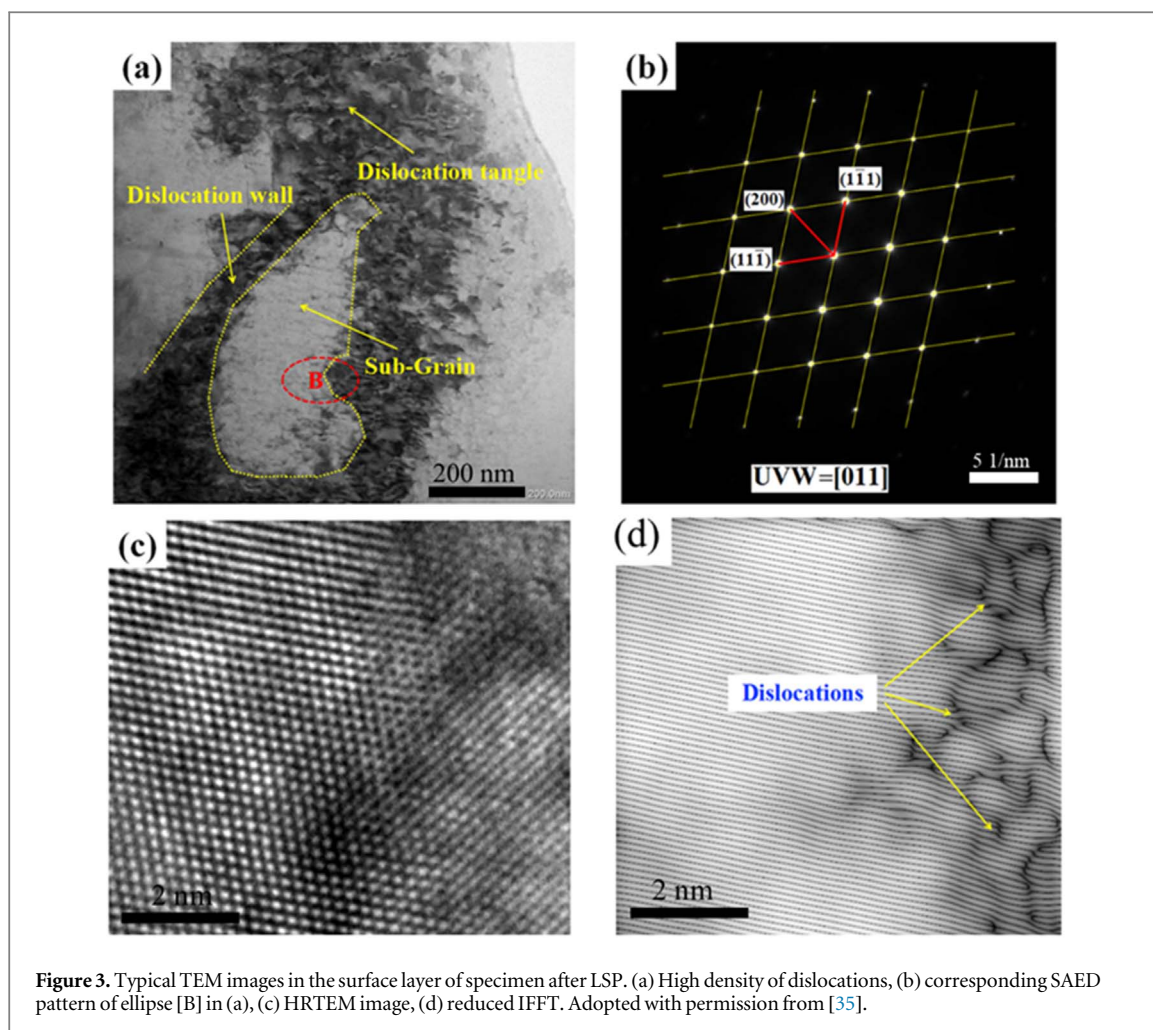 (a)
Dislocation tangle
Dislocation wall
Sub-Grain
B
200 nm
200.0nm
(b)
(200)
(1̅11)
(111̅)
UVW=[011]
5 1/nm
(c)
2 nm
(d)
Dislocations
2 nm
Figure 3. Typical TEM images in the surface layer of specimen after LSP. (a) High density of dislocations, (b) corresponding SAED
pattern of ellipse [B] in (a), (c) HRTEM image, (d) reduced IFFT. Adopted with permission from [35].